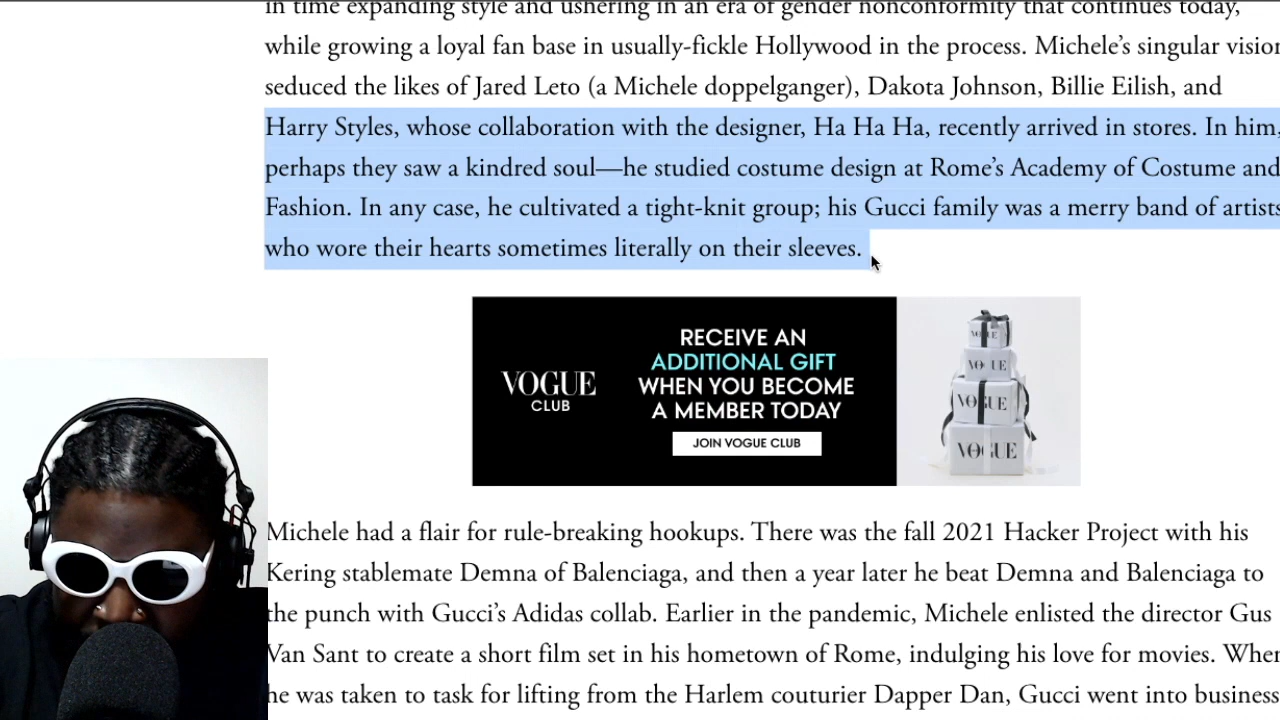 in time expanding style and ushering in an era of gender nonconformity that continues today,
while growing a loyal fan base in usually-fickle Hollywood in the process. Michele’s singular vision
seduced the likes of Jared Leto (a Michele doppelganger), Dakota Johnson, Billie Eilish, and
Harry Styles, whose collaboration with the designer, Ha Ha Ha, recently arrived in stores. In him,
perhaps they saw a kindred soul—he studied costume design at Rome’s Academy of Costume and
Fashion. In any case, he cultivated a tight-knit group; his Gucci family was a merry band of artists
who wore their hearts sometimes literally on their sleeves.
VOGUE
CLUB
RECEIVE AN
ADDITIONAL GIFT
WHEN YOU BECOME
A MEMBER TODAY
JOIN VOGUE CLUB
VOGUE
VOGUE
VOGUE
VOGUE
Michele had a flair for rule-breaking hookups. There was the fall 2021 Hacker Project with his
Kering stablemate Demna of Balenciaga, and then a year later he beat Demna and Balenciaga to
the punch with Gucci’s Adidas collab. Earlier in the pandemic, Michele enlisted the director Gus
Van Sant to create a short film set in his hometown of Rome, indulging his love for movies. When
he was taken to task for lifting from the Harlem couturier Dapper Dan, Gucci went into business